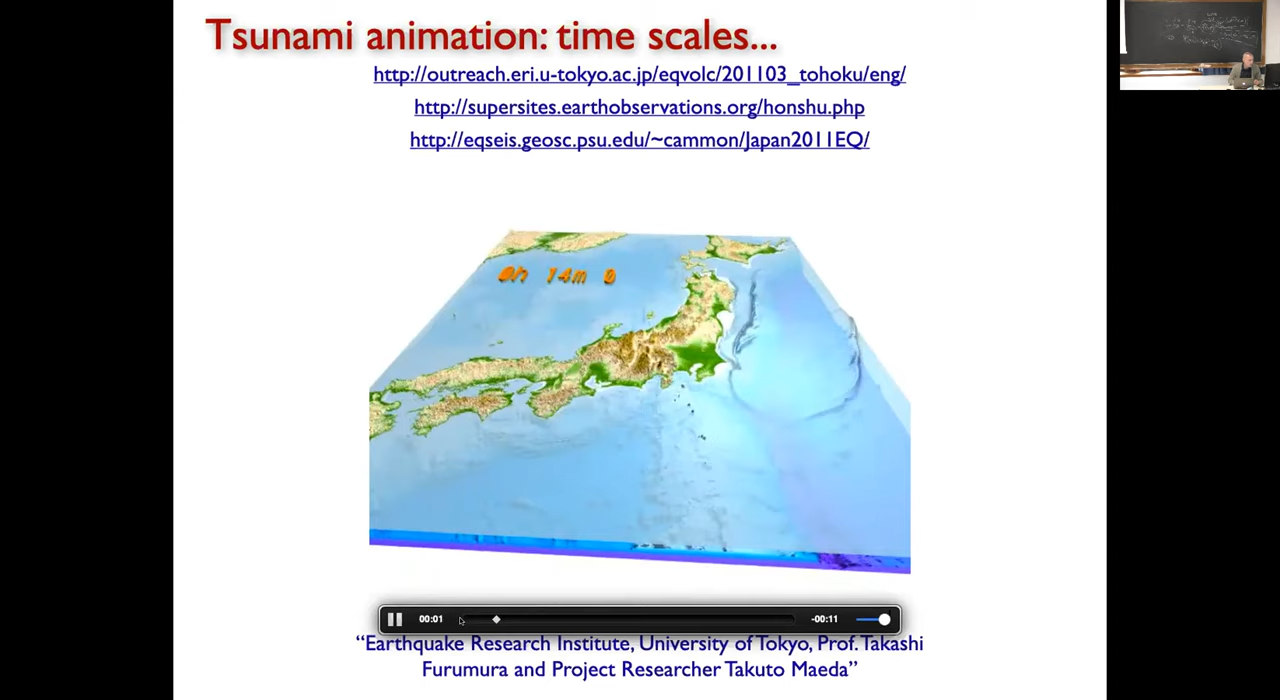 Tsunami animation: time scales...
http://outreach.eri.u-tokyo.ac.jp/eqvolc/201103_tohoku/eng/
http://supersites.earthobservations.org/honshu.php
http://eqseis.geosc.psu.edu/~cammon/Japan2011EQ/
0h 14m 0
00:01
-00:11
“Earthquake Research Institute, University of Tokyo, Prof. Takashi
Furumura and Project Researcher Takuto Maeda”